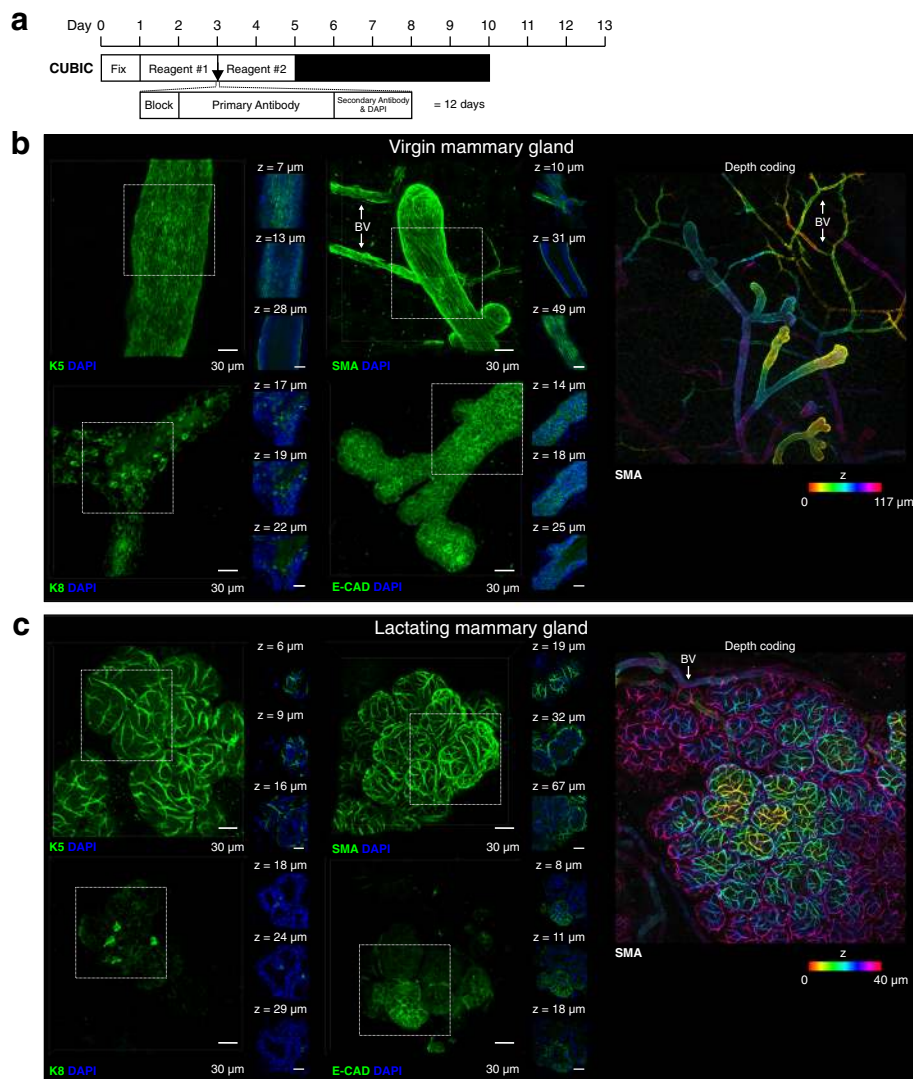 a
Day 0 1 2 3 4 5 6 7 8 9 10 11 12 13
CUBIC Fix Reagent #1 Reagent #2
Block Primary Antibody Secondary Antibody & DAPI = 12 days
b
Virgin mammary gland
z = 7 µm
z =13 µm
z = 28 µm
K5 DAPI 30 µm
BV
z =10 µm
z = 31 µm
z = 49 µm
SMA DAPI 30 µm
z = 17 µm
z = 19 µm
z = 22 µm
K8 DAPI 30 µm
z = 14 µm
z = 18 µm
z = 25 µm
E-CAD DAPI 30 µm
Depth coding
BV
SMA
z
0 117 µm
c
Lactating mammary gland
z = 6 µm
z = 9 µm
z = 16 µm
K5 DAPI 30 µm
z = 19 µm
z = 32 µm
z = 67 µm
SMA DAPI 30 µm
z = 18 µm
z = 24 µm
z = 29 µm
K8 DAPI 30 µm
z = 8 µm
z = 11 µm
z = 18 µm
E-CAD DAPI 30 µm
Depth coding
BV
SMA
z
0 40 µm